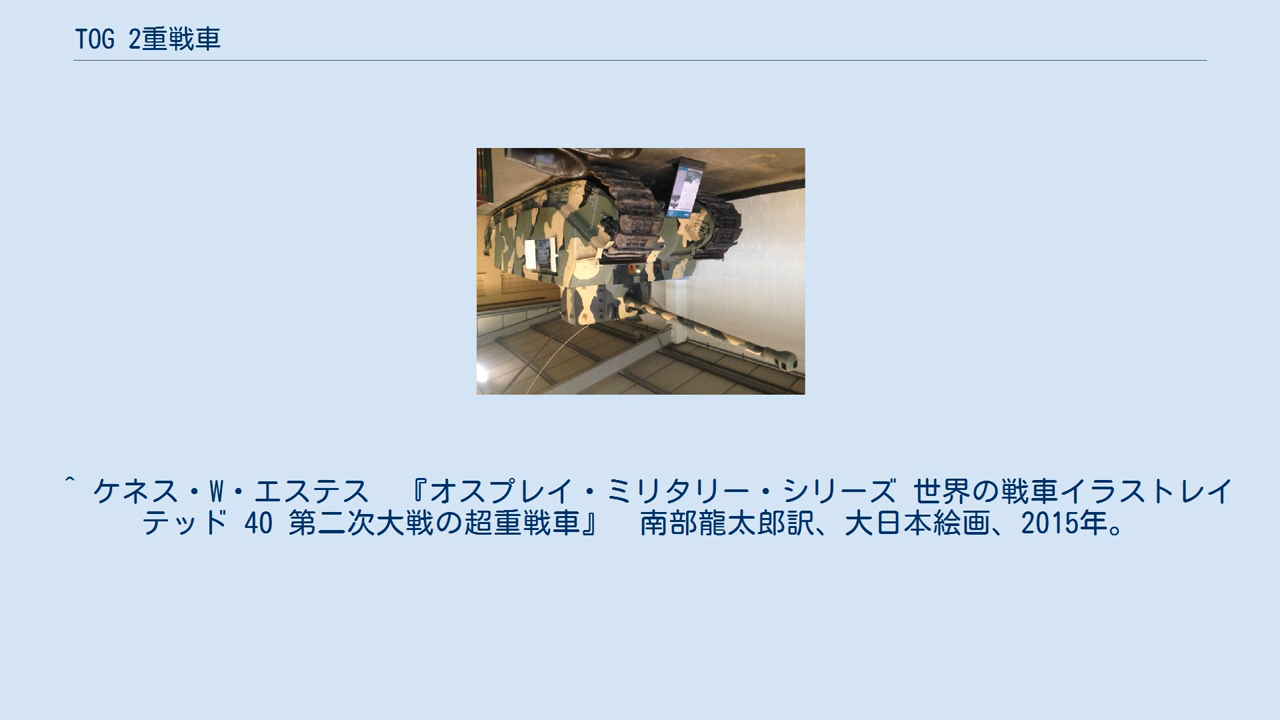 TOG 2重戦車
^ ケネス・W・エステス　『オスプレイ・ミリタリー・シリーズ 世界の戦車イラストレイ
テッド 40 第二次大戦の超重戦車』　南部龍太郎訳、大日本絵画、2015年。